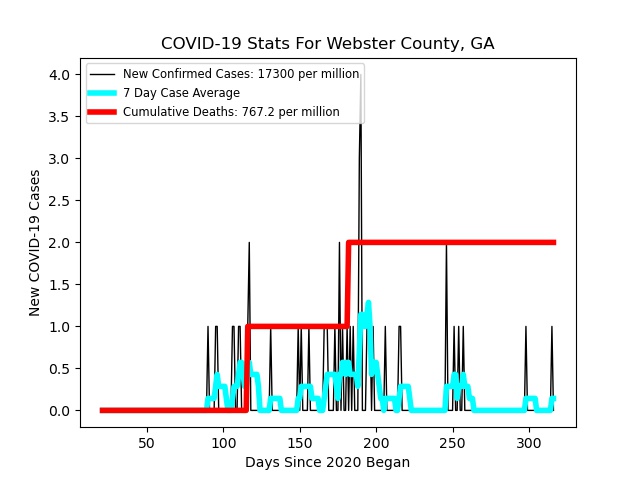 COVID-19 Stats For Webster County, GA
New Confirmed Cases: 17300 per million
7 Day Case Average
Cumulative Deaths: 767.2 per million
New COVID-19 Cases
4.0
3.5
3.0
2.5
2.0
1.5
1.0
0.5
0.0
50 100 150 200 250 300
Days Since 2020 Began